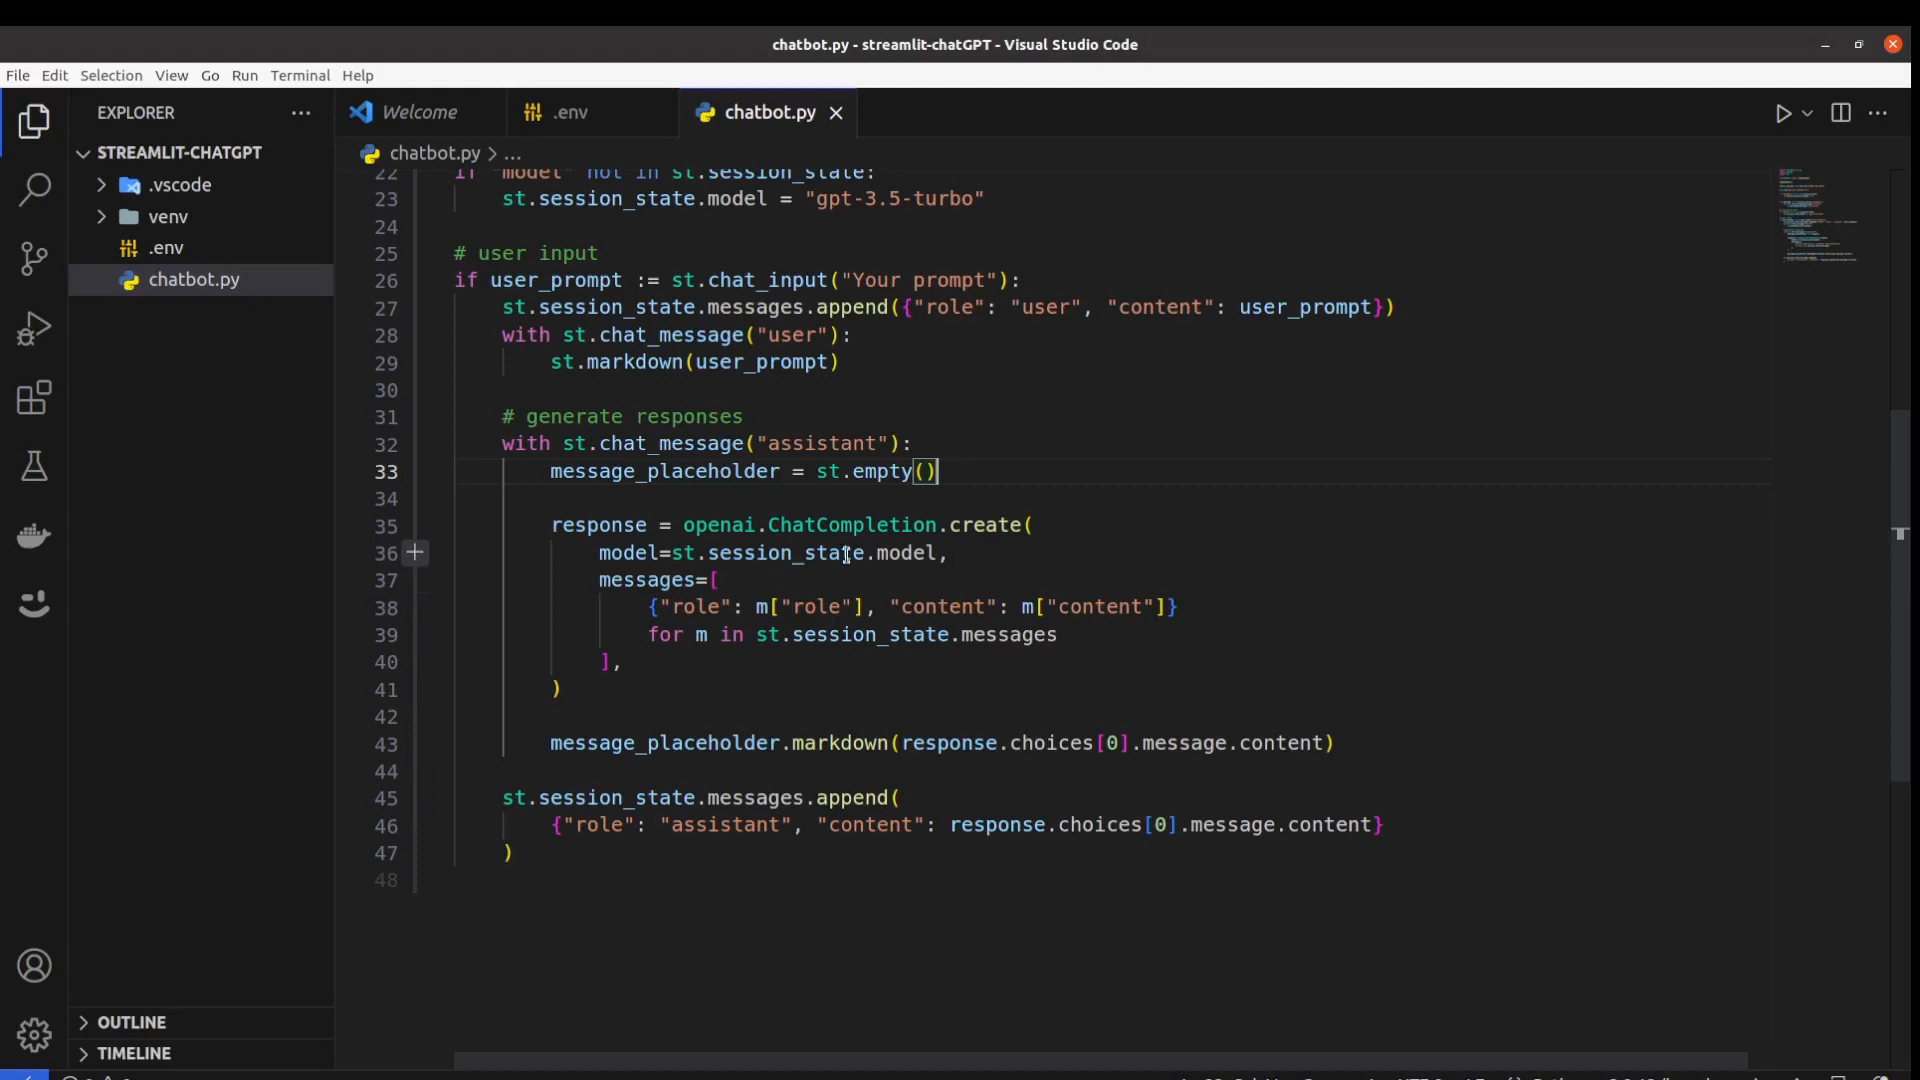 chatbot.py - streamlit-chatGPT - Visual Studio Code
File Edit Selection View Go Run Terminal Help
EXPLORER
Welcome
.env
chatbot.py
STREAMLIT-CHATGPT
.vscode
venv
.env
chatbot.py
OUTLINE
TIMELINE
chatbot.py > ...
22 if "model" not in st.session_state:
23 st.session_state.model = "gpt-3.5-turbo"
24
25 # user input
26 if user_prompt := st.chat_input("Your prompt"):
27 st.session_state.messages.append({"role": "user", "content": user_prompt})
28 with st.chat_message("user"):
29 st.markdown(user_prompt)
30
31 # generate responses
32 with st.chat_message("assistant"):
33 message_placeholder = st.empty()
34
35 response = openai.ChatCompletion.create(
36 model=st.session_state.model,
37 messages=[
38 {"role": m["role"], "content": m["content"]}
39 for m in st.session_state.messages
40 ],
41 )
42
43 message_placeholder.markdown(response.choices[0].message.content)
44
45 st.session_state.messages.append(
46 {"role": "assistant", "content": response.choices[0].message.content}
47 )
48